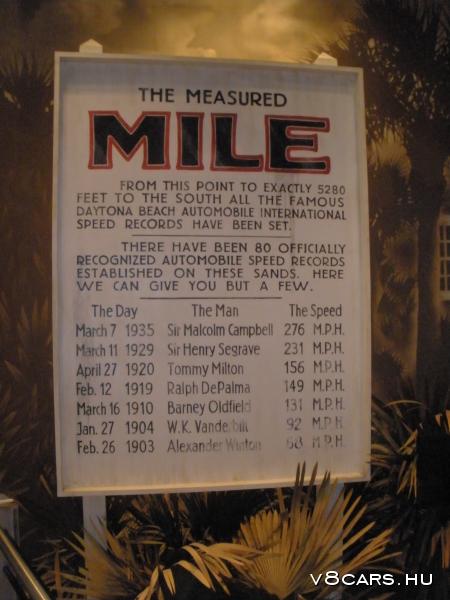 THE MEASURED
MILE
FROM THIS POINT TO EXACTLY 5280
FEET TO THE SOUTH ALL THE FAMOUS
DAYTONA BEACH AUTOMOBILE INTERNATIONAL
SPEED RECORDS HAVE BEEN SET.
THERE HAVE BEEN 80 OFFICIALLY
RECOGNIZED AUTOMOBILE SPEED RECORDS
ESTABLISHED ON THESE SANDS. HERE
WE CAN GIVE YOU BUT A FEW.
The Day The Man The Speed
March 7 1935 Sir Malcolm Campbell 276 M.P.H.
March 11 1929 Sir Henry Segrave 231 M.P.H.
April 27 1920 Tommy Milton 156 M.P.H.
Feb. 12 1919 Ralph DePalma 149 M.P.H.
March 16 1910 Barney Oldfield 131 M.P.H.
Jan. 27 1904 W.K. Vanderbilt 92 M.P.H.
Feb. 26 1903 Alexander Winton 68 M.P.H.
V8CARS.HU